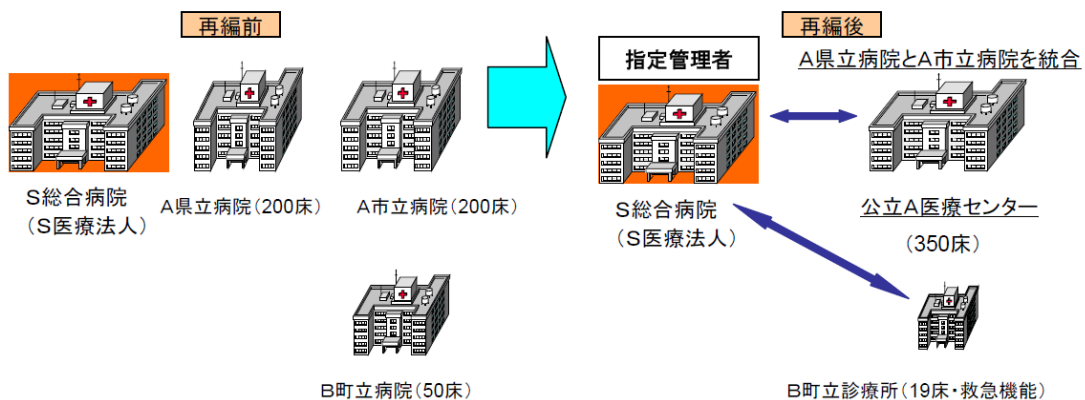 再編前
S総合病院
(S医療法人)
A県立病院(200床)
A市立病院(200床)
B町立病院(50床)
再編後
指定管理者
A県立病院とA市立病院を統合
S総合病院
(S医療法人)
公立A医療センター
(350床)
B町立診療所(19床・救急機能)